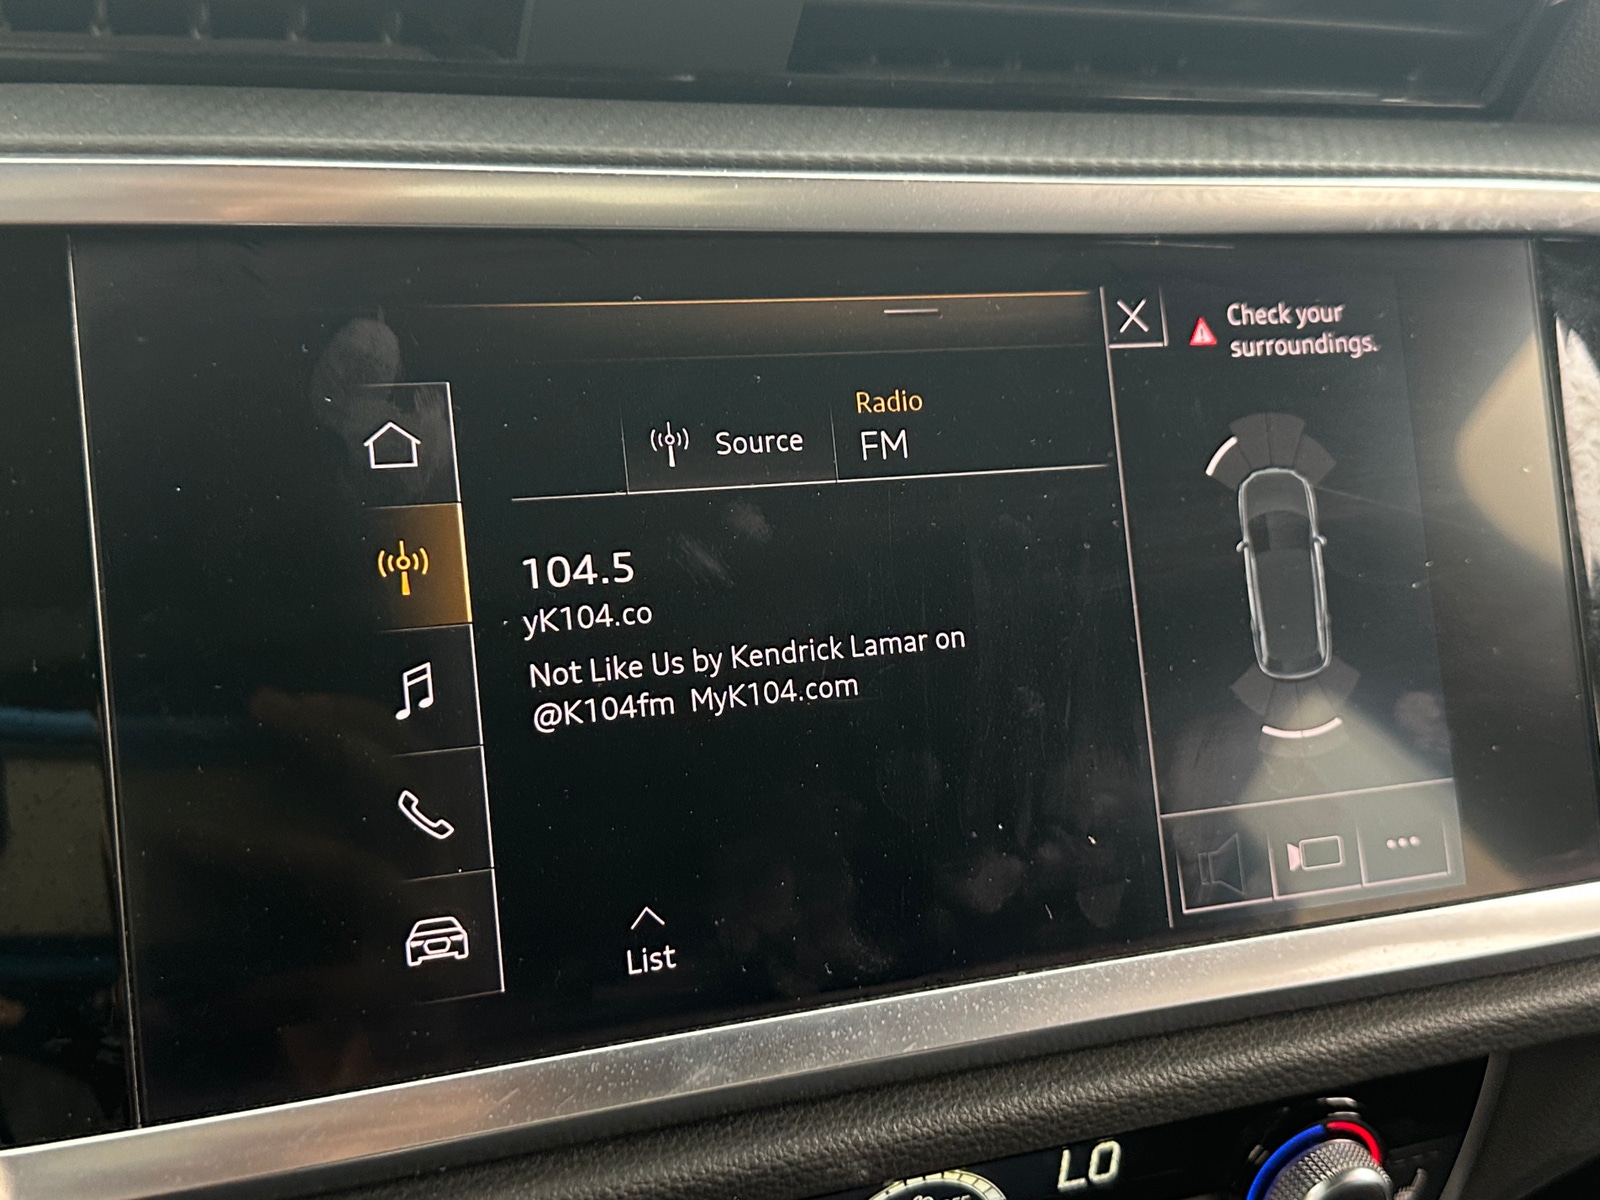 Check your
surroundings.
Radio
Source
FM
104.5
yK104.co
Not Like Us by Kendrick Lamar on
@K104fm MyK104.com
List
LO